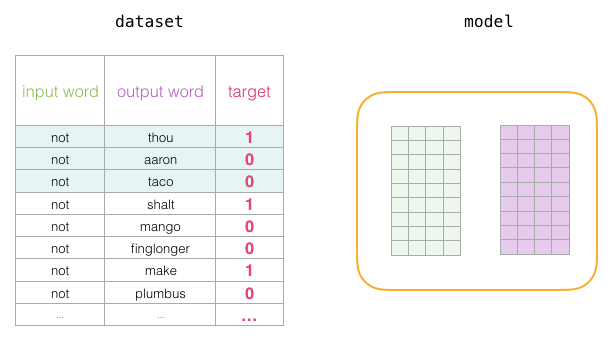 dataset
model
input word output word target
not thou 1
not aaron 0
not taco 0
not shalt 1
not mango 0
not finglonger 0
not make 1
not plumbus 0
... ... ...